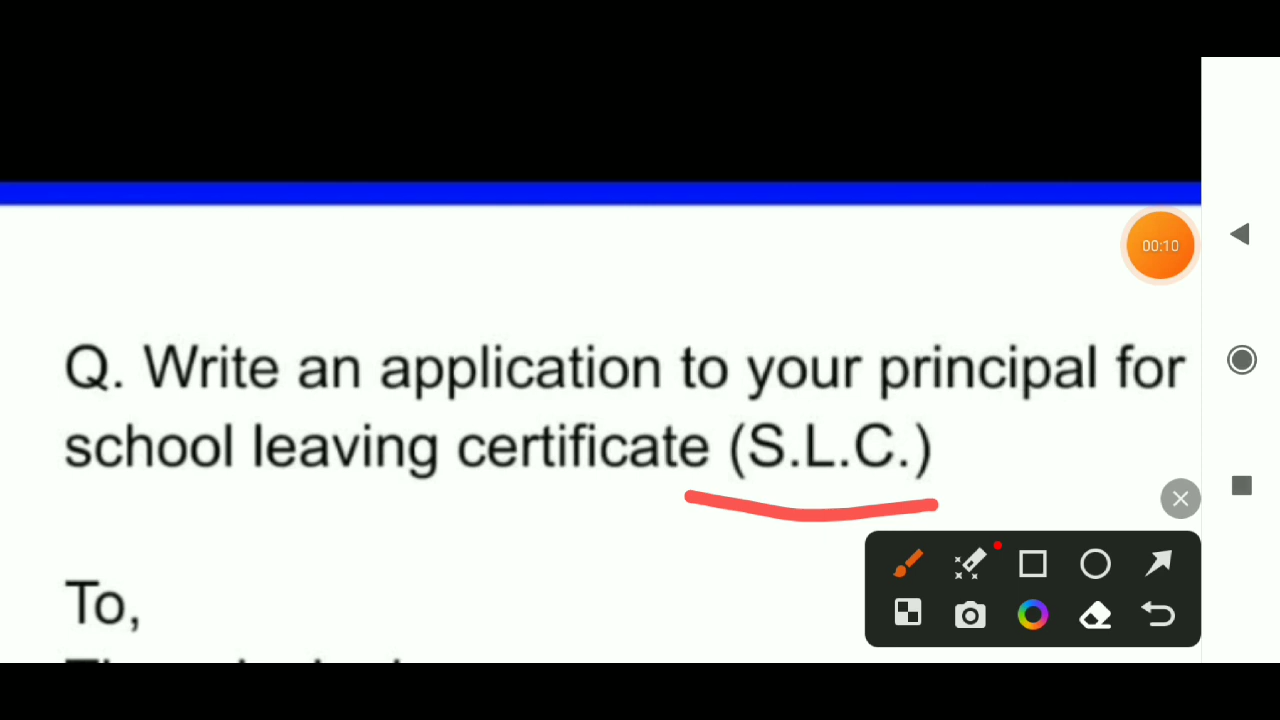 00:10
Q. Write an application to your principal for
school leaving certificate (S.L.C.)
To,